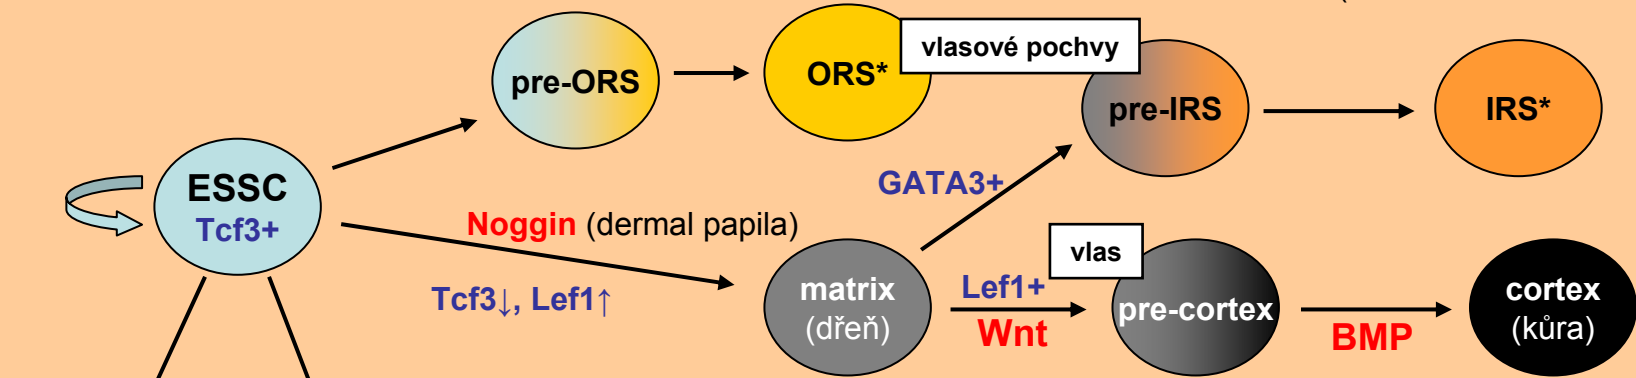 (
vlasové pochvy
pre-ORS
ORS*
pre-IRS
IRS*
ESSC
Tcf3+
GATA3+
Noggin (dermal papila)
vlas
Tcf3↓, Lef1↑
matrix
(dřeň)
Lef1+
Wnt
pre-cortex
BMP
cortex
(kůra)